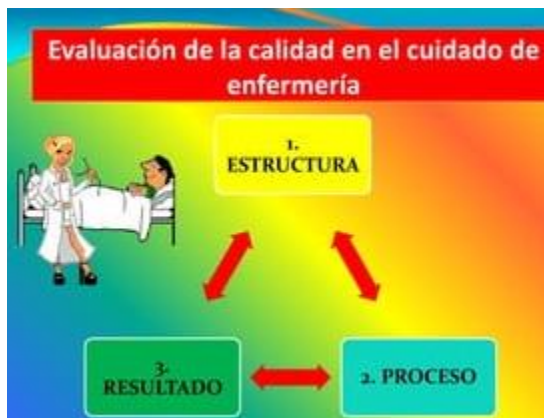 Evaluación de la calidad en el cuidado de
enfermería
1.
ESTRUCTURA
3.
RESULTADO
2. PROCESO